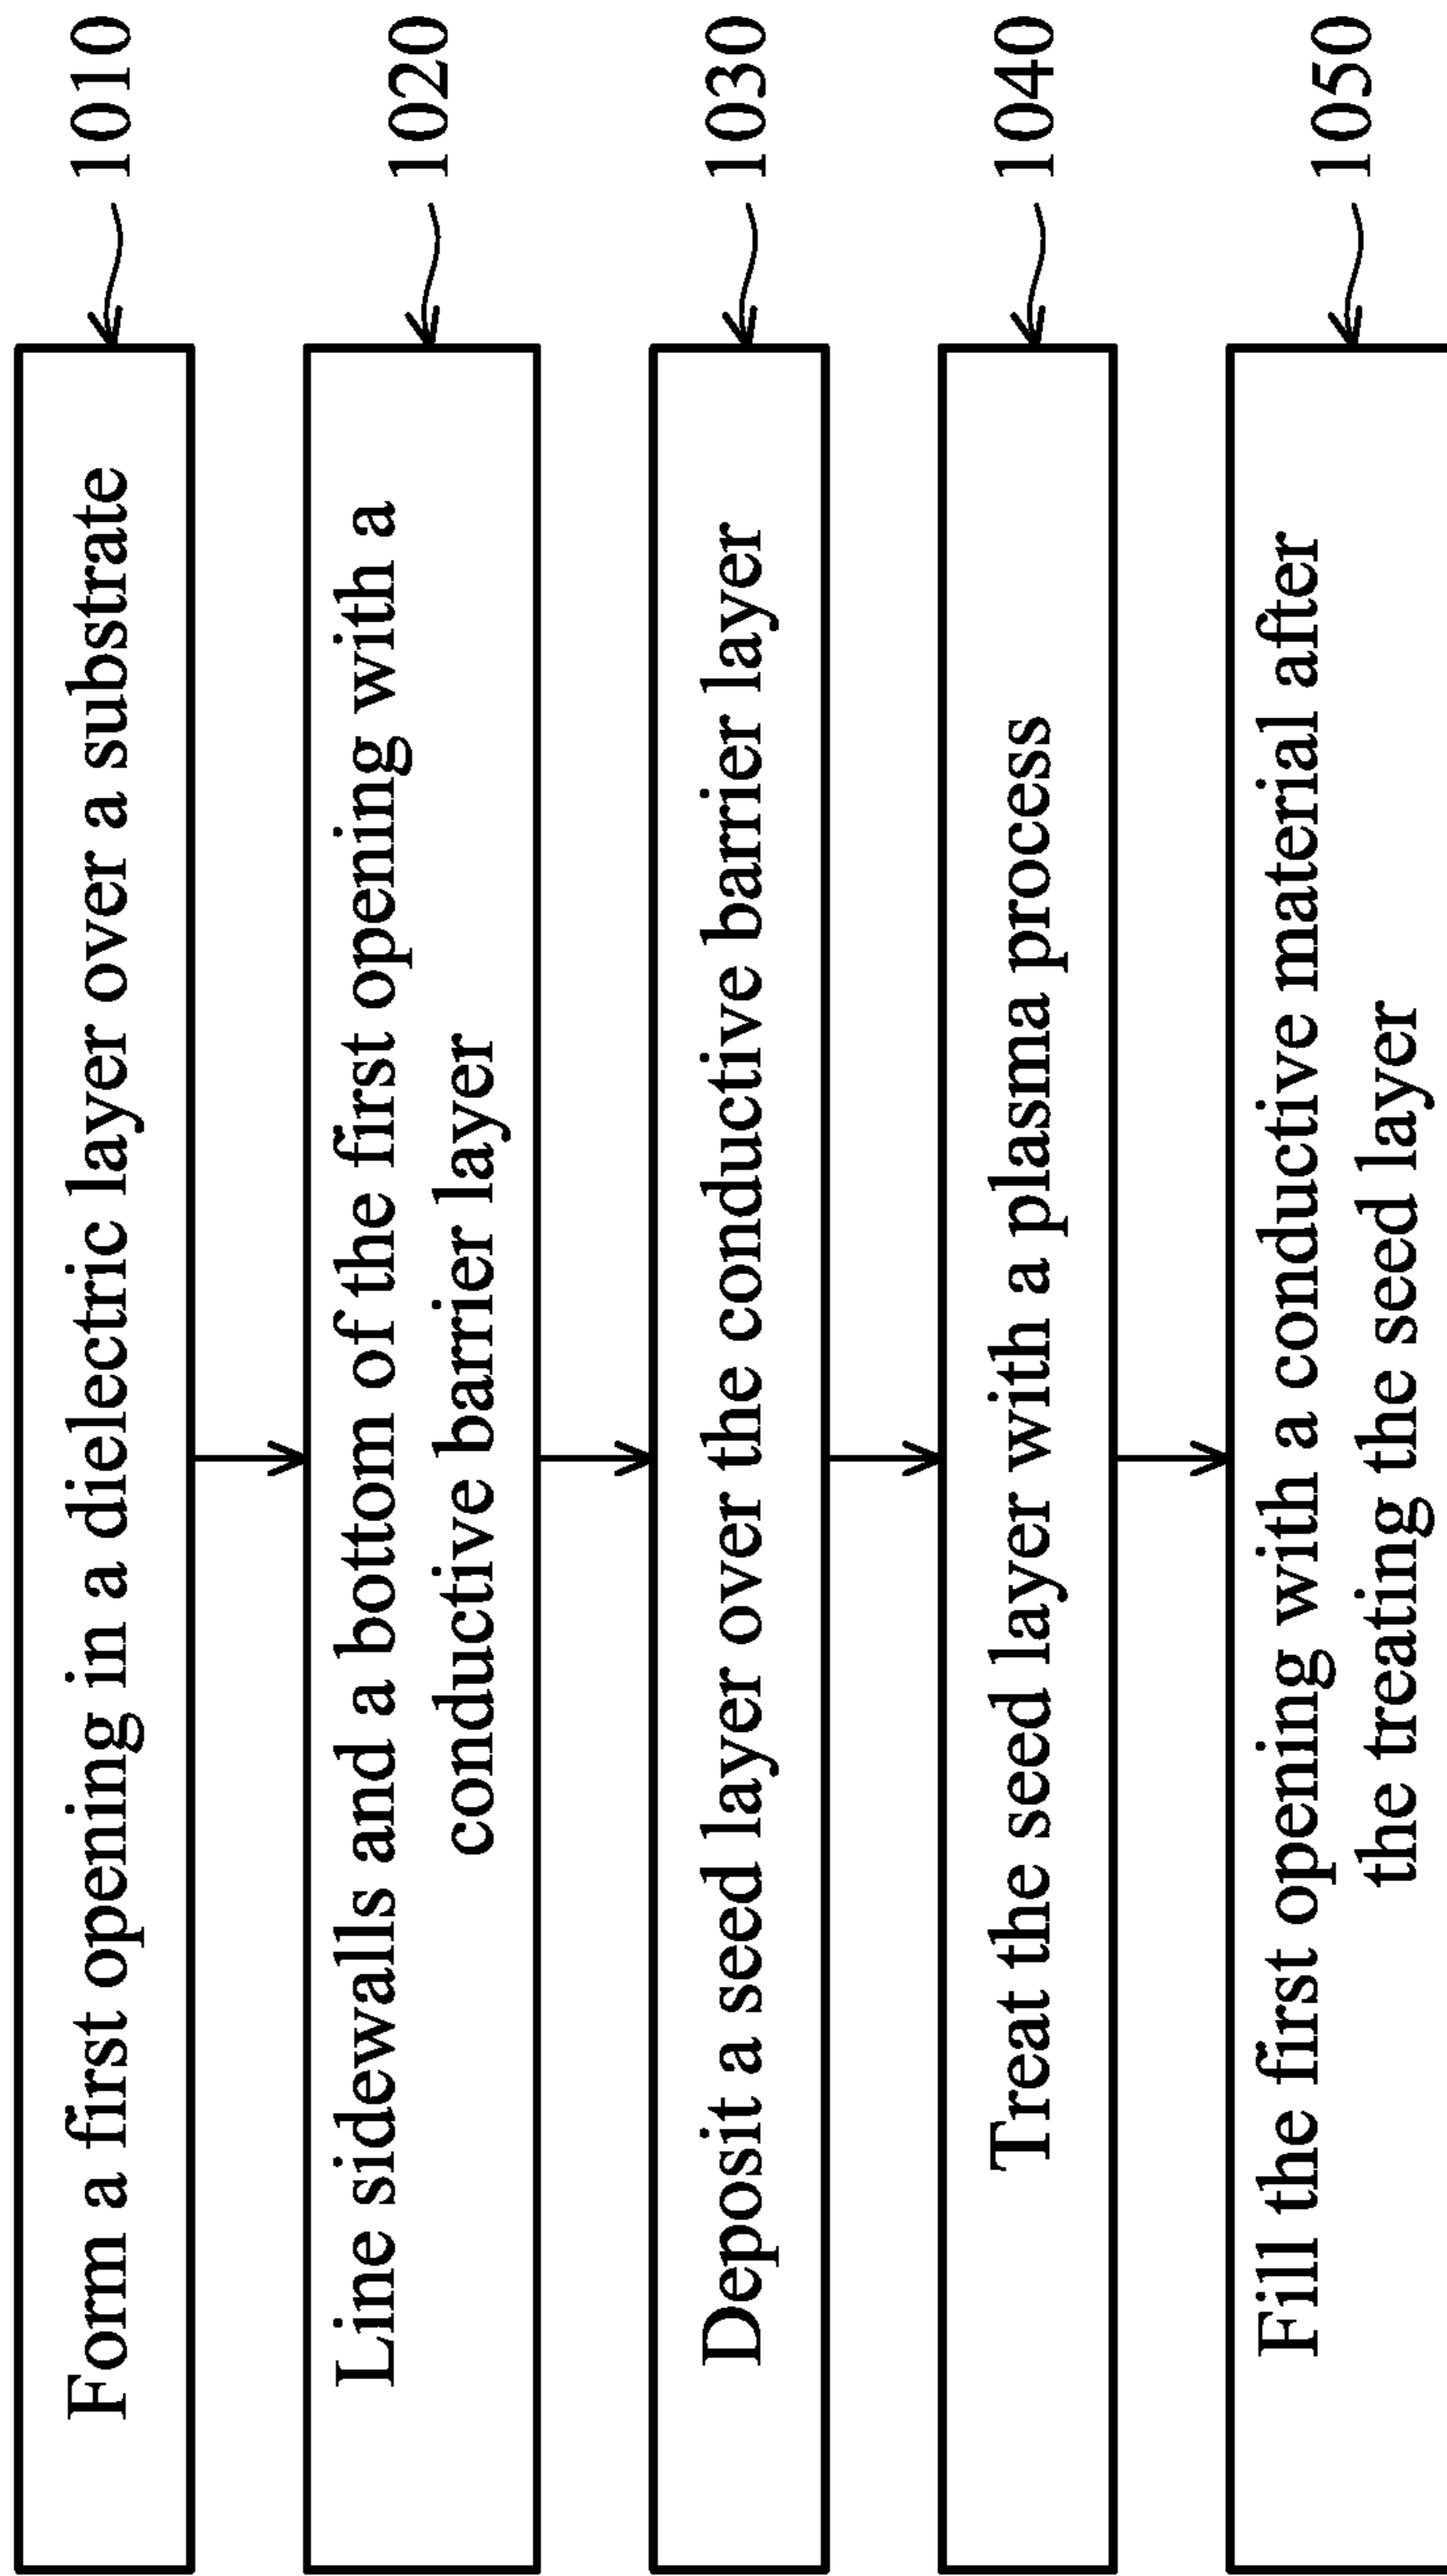 Form a first opening in a dielectric layer over a substrate
1010
Line sidewalls and a bottom of the first opening with a
conductive barrier layer
1020
Deposit a seed layer over the conductive barrier layer
1030
Treat the seed layer with a plasma process
1040
Fill the first opening with a conductive material after
the treating the seed layer
1050